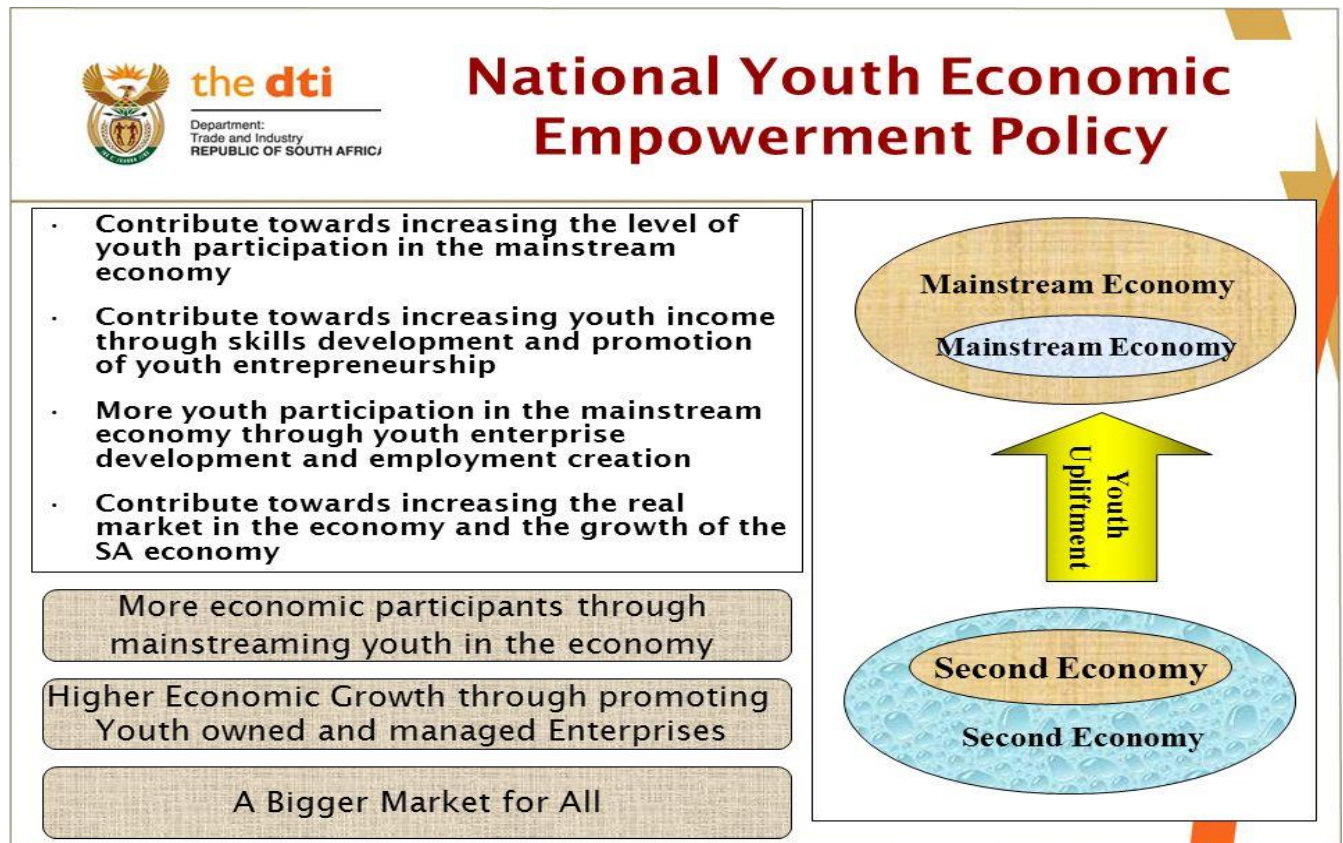 the dti
Department:
Trade and Industry
REPUBLIC OF SOUTH AFRIC
National Youth Economic
Empowerment Policy
· Contribute towards increasing the level of
youth participation in the mainstream
economy
· Contribute towards increasing youth income
through skills development and promotion
of youth entrepreneurship
· More youth participation in the mainstream
economy through youth enterprise
development and employment creation
· Contribute towards increasing the real
market in the economy and the growth of the
SA economy
More economic participants through
mainstreaming youth in the economy
Higher Economic Growth through promoting
Youth owned and managed Enterprises
A Bigger Market for All
Mainstream Economy
Mainstream Economy
Youth
Upliftment
Second Economy
Second Economy